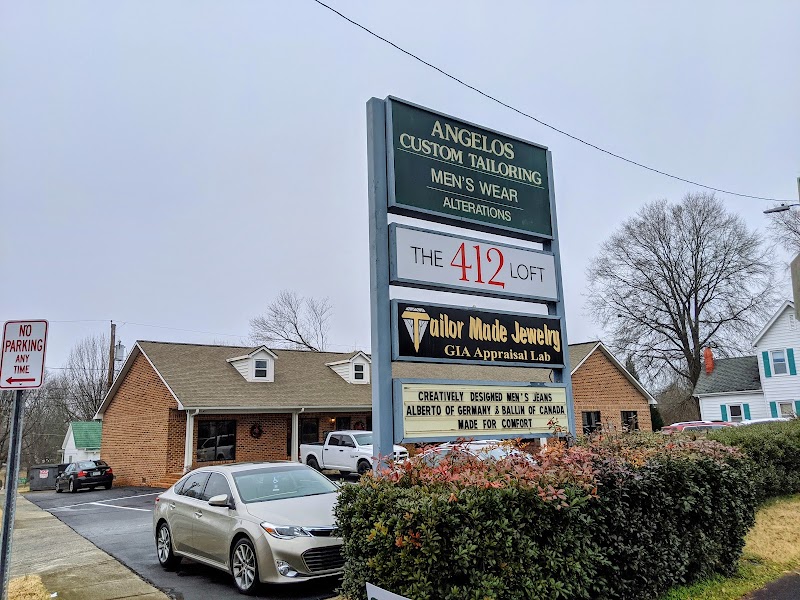 NO
PARKING
ANY
TIME
ANGELOS
CUSTOM TAILORING
MEN'S WEAR
ALTERATIONS
THE 412 LOFT
Tailor Made Jewelry
GIA Appraisal Lab
CREATIVELY DESIGNED MEN'S JEANS
ALBERTO OF GERMANY & BALLIN OF CANADA
MADE FOR COMFORT